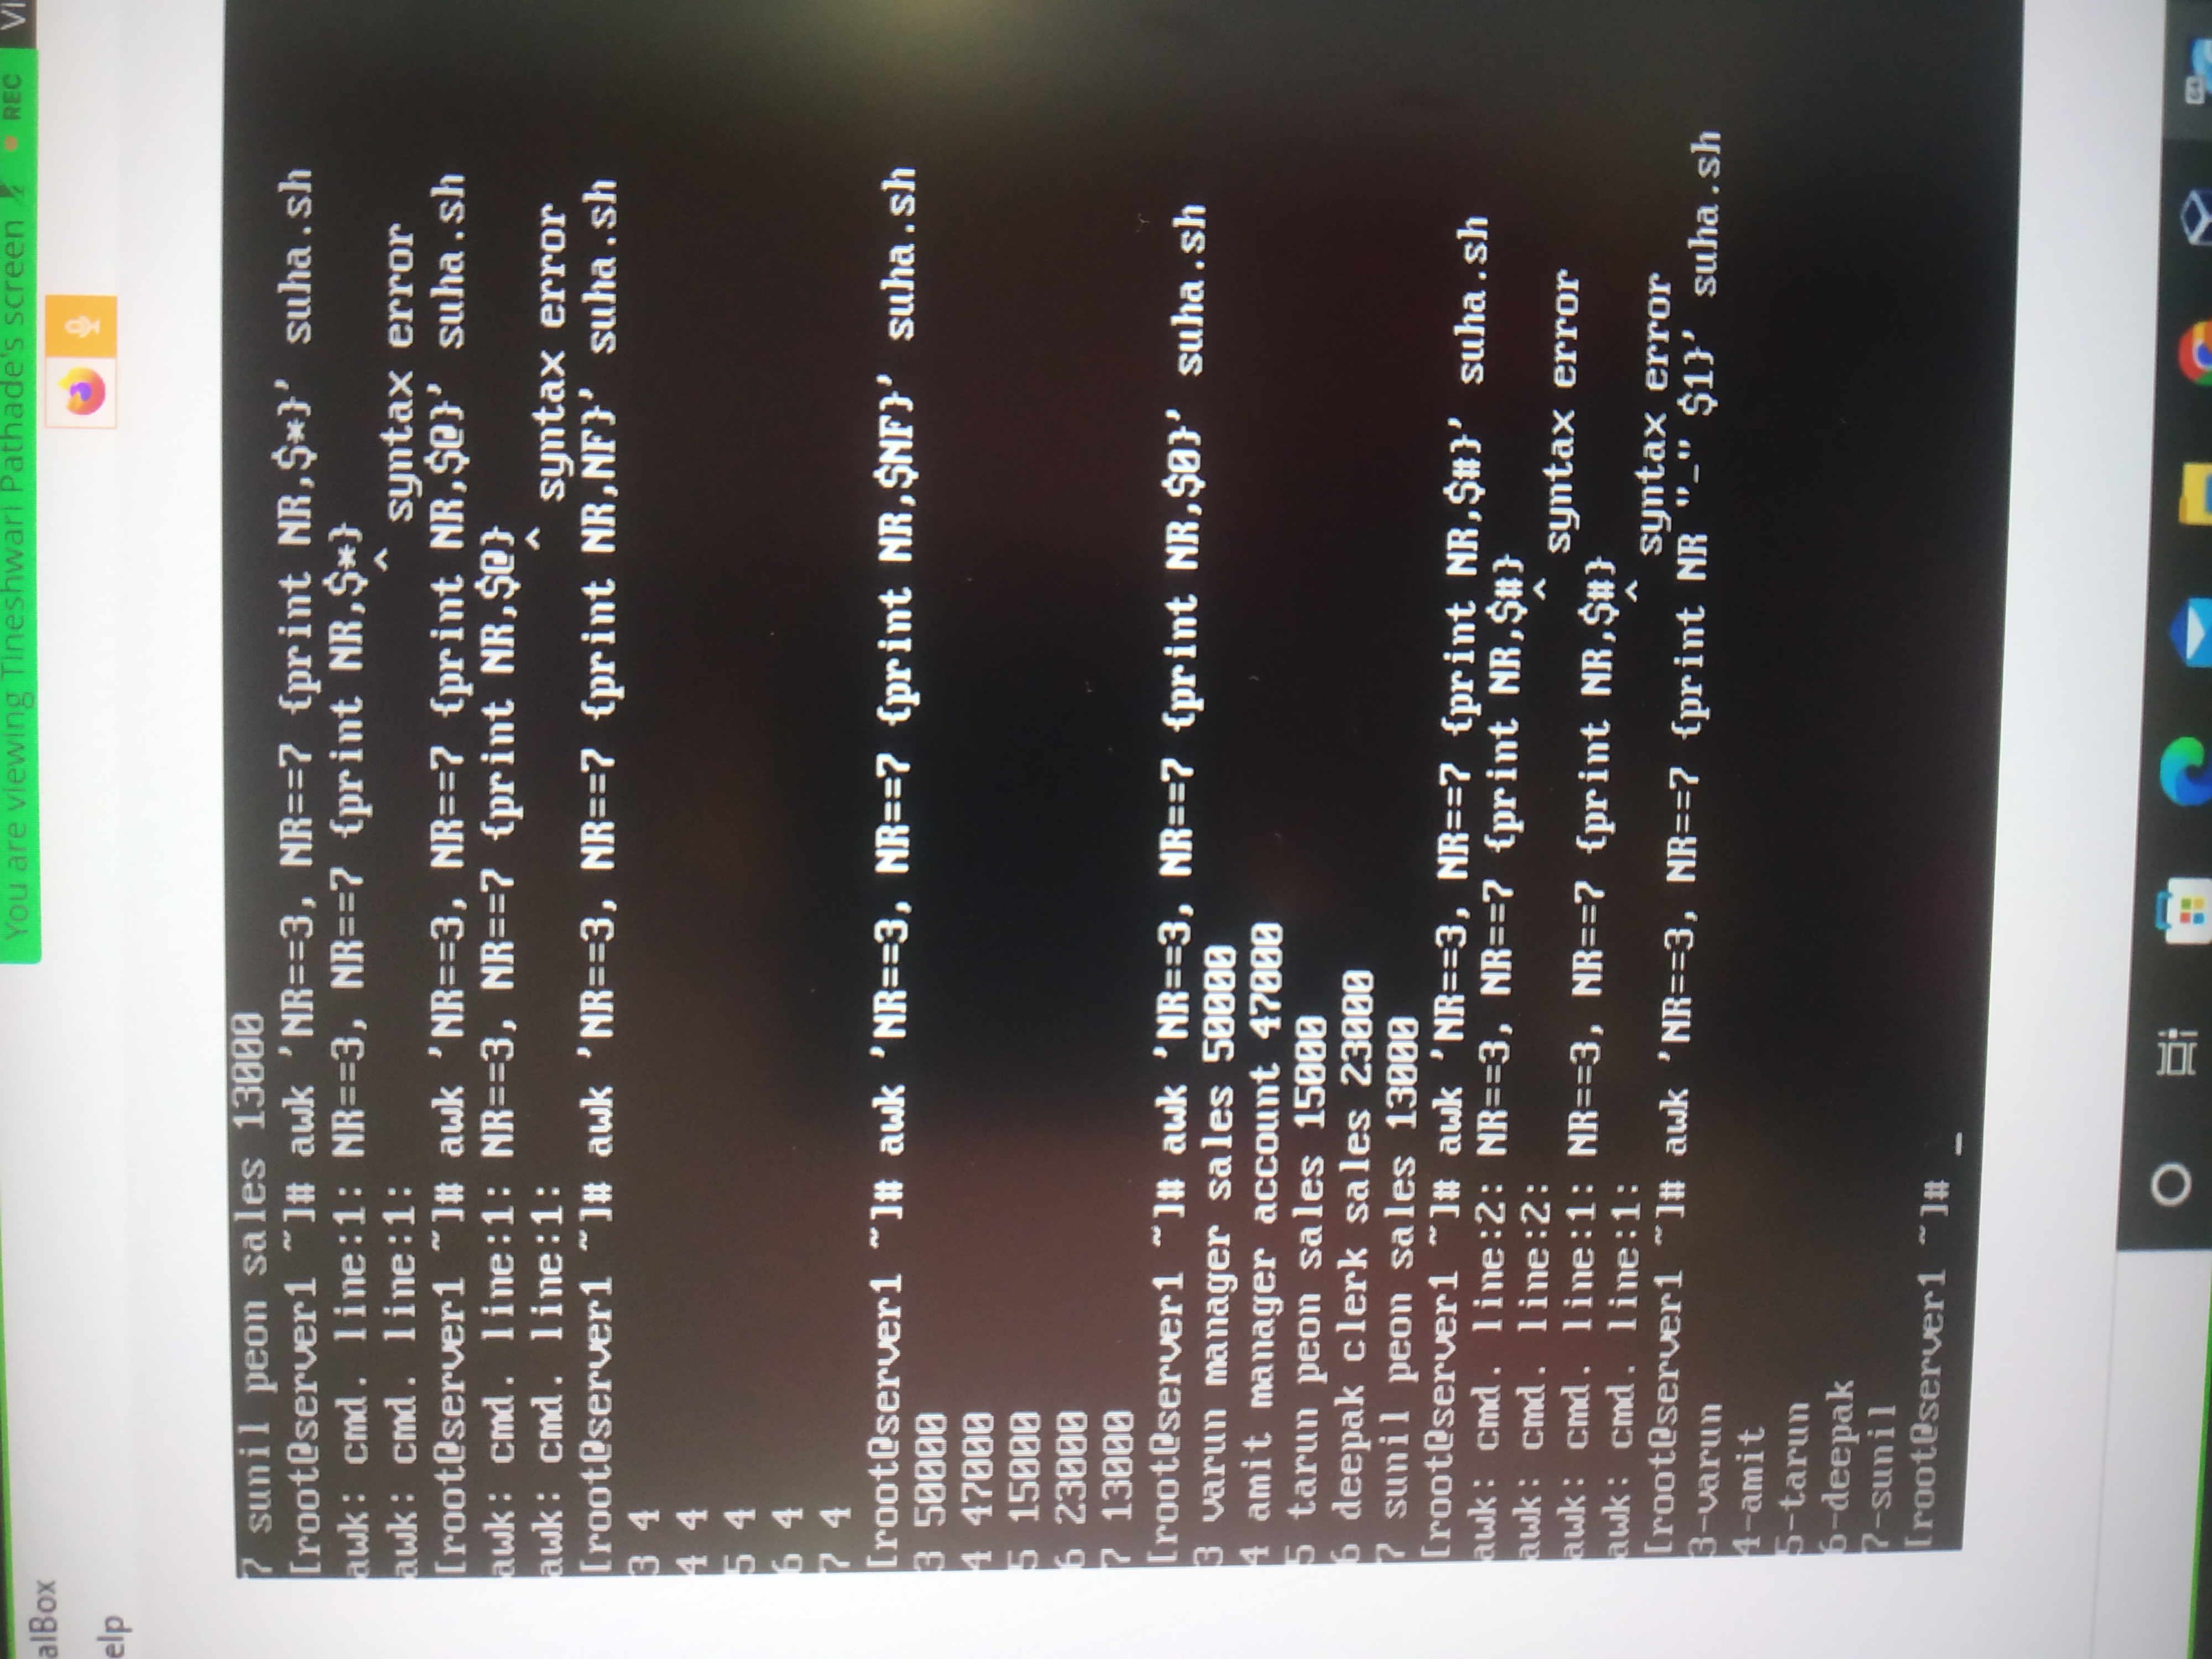 You are viewing Tineshwari Pathade's screen
REC
alBox
elp
7 sunil peon sales 13000
[root@server1 ~]# awk 'NR==3, NR==7 {print NR,$*}' suha.sh
awk: cmd. line:1: NR==3, NR==7 {print NR,$*}
awk: cmd. line:1:                              ^ syntax error
[root@server1 ~]# awk 'NR==3, NR==7 {print NR,$@}' suha.sh
awk: cmd. line:1: NR==3, NR==7 {print NR,$@}
awk: cmd. line:1:                              ^ syntax error
[root@server1 ~]# awk 'NR==3, NR==7 {print NR,NF}' suha.sh
3 4
4 4
5 4
6 4
7 4
[root@server1 ~]# awk 'NR==3, NR==7 {print NR,$NF}' suha.sh
3 50000
4 47000
5 15000
6 23000
7 13000
[root@server1 ~]# awk 'NR==3, NR==7 {print NR,$0}' suha.sh
3 varun manager sales 50000
4 amit manager account 47000
5 tarun peon sales 15000
6 deepak clerk sales 23000
7 sunil peon sales 13000
[root@server1 ~]# awk 'NR==3, NR==7 {print NR,$#}' suha.sh
awk: cmd. line:2: NR==3, NR==7 {print NR,$#}
awk: cmd. line:2:                              ^ syntax error
awk: cmd. line:1: NR==3, NR==7 {print NR,$#}
awk: cmd. line:1:                              ^ syntax error
[root@server1 ~]# awk 'NR==3, NR==7 {print NR "-" $1}' suha.sh
3-varun
4-amit
5-tarun
6-deepak
7-sunil
[root@server1 ~]# _